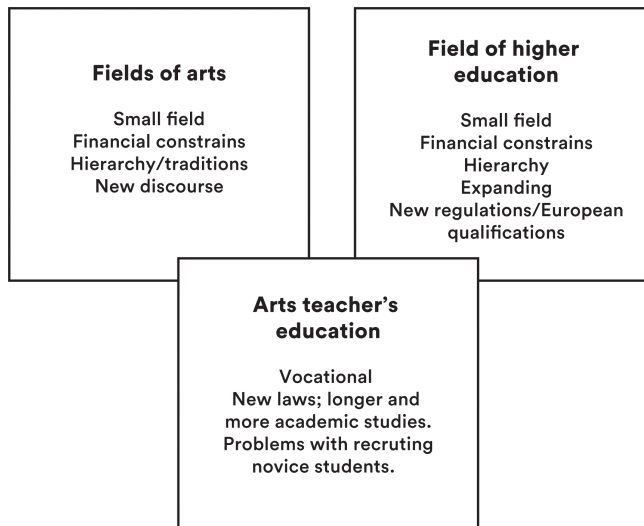 Fields of arts
Small field
Financial constrains
Hierarchy/traditions
New discourse
Field of higher
education
Small field
Financial constrains
Hierarchy
Expanding
New regulations/European
qualifications
Arts teacher’s
education
Vocational
New laws; longer and
more academic studies.
Problems with recruting
novice students.